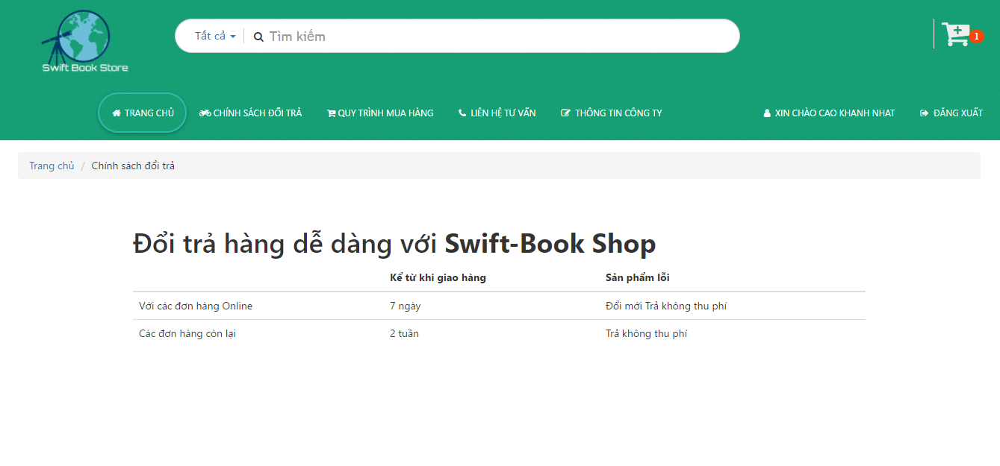 Swift Book Store
Tất cả
Tìm kiếm
1
TRANG CHỦ
CHÍNH SÁCH ĐỔI TRẢ
QUY TRÌNH MUA HÀNG
LIÊN HỆ TƯ VẤN
THÔNG TIN CÔNG TY
XIN CHÀO CAO KHANH NHAT
ĐĂNG XUẤT
Trang chủ / Chính sách đổi trả
Đổi trả hàng dễ dàng với Swift-Book Shop
Kể từ khi giao hàng Sản phẩm lỗi
Với các đơn hàng Online 7 ngày Đổi mới Trả không thu phí
Các đơn hàng còn lại 2 tuần Trả không thu phí